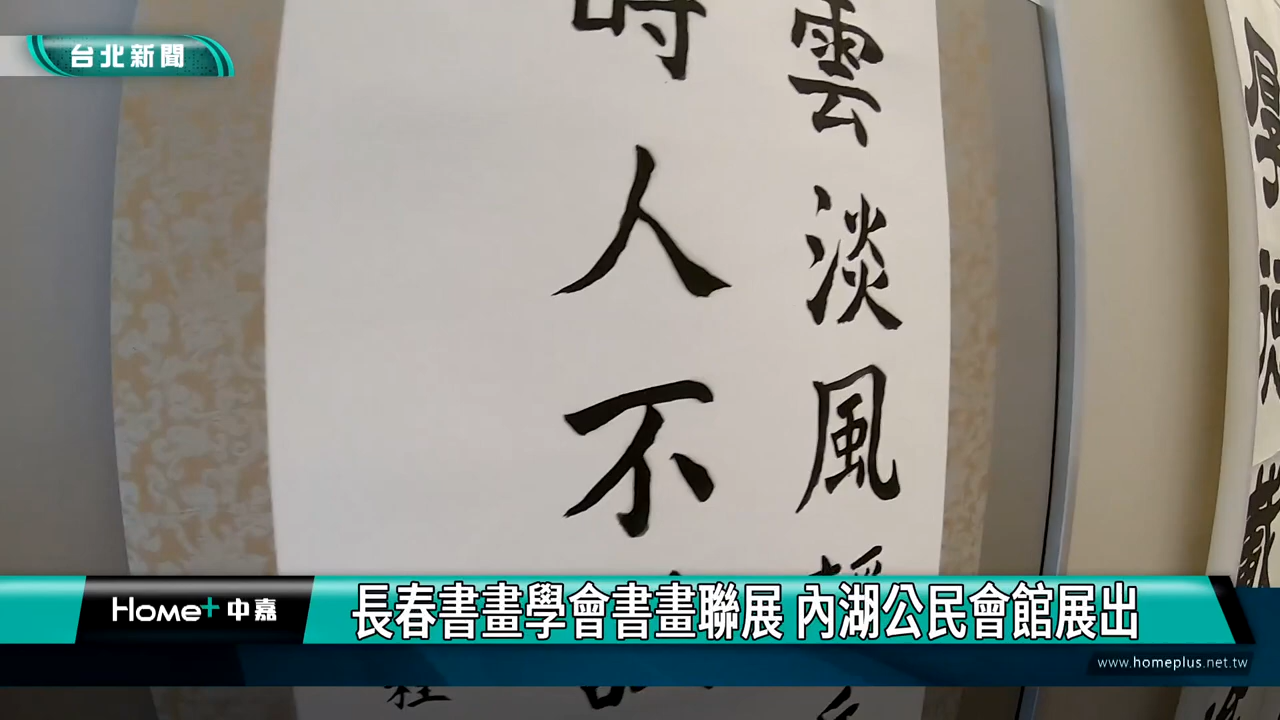 台北新聞
雲淡風
時人不
Home+中嘉
長春書畫學會書畫聯展 內湖公民會館展出
www.homeplus.net.tw
程